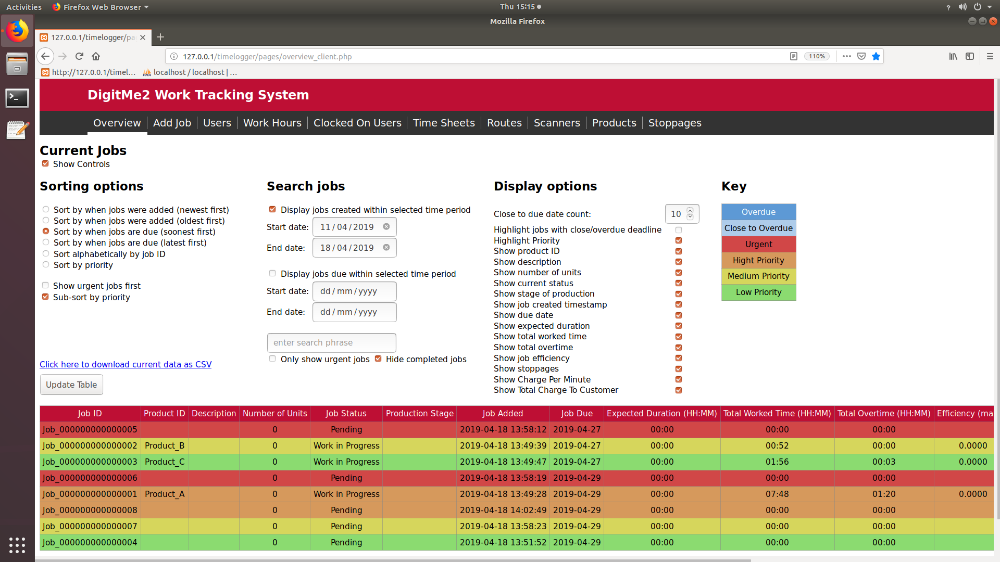 Activities Firefox Web Browser Thu 15:15 ?
Mozilla Firefox
127.0.0.1/timelogger/pa
127.0.0.1/timelogger/pages/overview_client.php 110%
http://127.0.0.1/timel… localhost / localhost | …
DigitMe2 Work Tracking System
Overview Add Job Users Work Hours Clocked On Users Time Sheets Routes Scanners Products Stoppages
Current Jobs
Show Controls
Sorting options
Sort by when jobs were added (newest first)
Sort by when jobs were added (oldest first)
Sort by when jobs are due (soonest first)
Sort by when jobs are due (latest first)
Sort alphabetically by job ID
Sort by priority
Show urgent jobs first
Sub-sort by priority
Click here to download current data as CSV
Update Table
Search jobs
Display jobs created within selected time period
Start date: 11 / 04 / 2019
End date: 18 / 04 / 2019
Display jobs due within selected time period
Start date: dd / mm / yyyy
End date: dd / mm / yyyy
enter search phrase
Only show urgent jobs Hide completed jobs
Display options
Close to due date count: 10
Highlight jobs with close/overdue deadline
Highlight Priority
Show product ID
Show description
Show number of units
Show current status
Show stage of production
Show job created timestamp
Show due date
Show expected duration
Show total worked time
Show total overtime
Show job efficiency
Show stoppages
Show Charge Per Minute
Show Total Charge To Customer
Key
Overdue
Close to Overdue
Urgent
Hight Priority
Medium Priority
Low Priority
Job ID Product ID Description Number of Units Job Status Production Stage Job Added Job Due Expected Duration (HH:MM) Total Worked Time (HH:MM) Total Overtime (HH:MM) Efficiency (ma
Job_000000000000005 0 Pending 2019-04-18 13:58:12 2019-04-27 00:00 00:00 00:00
Job_000000000000002 Product_B 0 Work in Progress 2019-04-18 13:49:39 2019-04-27 00:00 00:52 00:00 0.0000
Job_000000000000003 Product_C 0 Work in Progress 2019-04-18 13:49:47 2019-04-27 00:00 01:56 00:03 0.0000
Job_000000000000006 0 Pending 2019-04-18 13:58:19 2019-04-29 00:00 00:00 00:00
Job_000000000000001 Product_A 0 Work in Progress 2019-04-18 13:49:28 2019-04-29 00:00 07:48 01:20 0.0000
Job_000000000000008 0 Pending 2019-04-18 14:02:49 2019-04-29 00:00 00:00 00:00
Job_000000000000007 0 Pending 2019-04-18 13:58:23 2019-04-29 00:00 00:00 00:00
Job_000000000000004 0 Pending 2019-04-18 13:51:52 2019-04-29 00:00 00:00 00:00